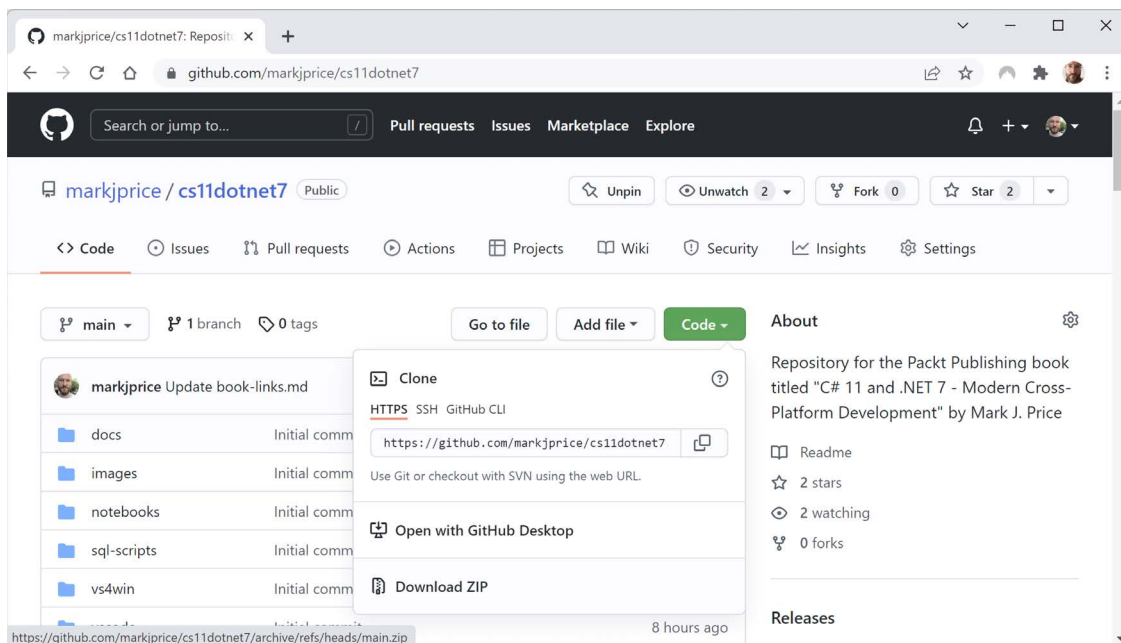 markjprice/cs11dotnet7: Reposit
github.com/markjprice/cs11dotnet7
Search or jump to... / Pull requests Issues Marketplace Explore
markjprice / cs11dotnet7 Public Unpin Unwatch 2 Fork 0 Star 2
Code Issues Pull requests Actions Projects Wiki Security Insights Settings
main 1 branch 0 tags Go to file Add file Code
markjprice Update book-links.md
docs Initial comm
images Initial comm
notebooks Initial comm
sql-scripts Initial comm
vs4win Initial comm
8 hours ago
Clone
HTTPS SSH GitHub CLI
https://github.com/markjprice/cs11dotnet7
Use Git or checkout with SVN using the web URL.
Open with GitHub Desktop
Download ZIP
About
Repository for the Packt Publishing book
titled "C# 11 and .NET 7 - Modern Cross-
Platform Development" by Mark J. Price
Readme
2 stars
2 watching
0 forks
Releases
https://github.com/markjprice/cs11dotnet7/archive/refs/heads/main.zip